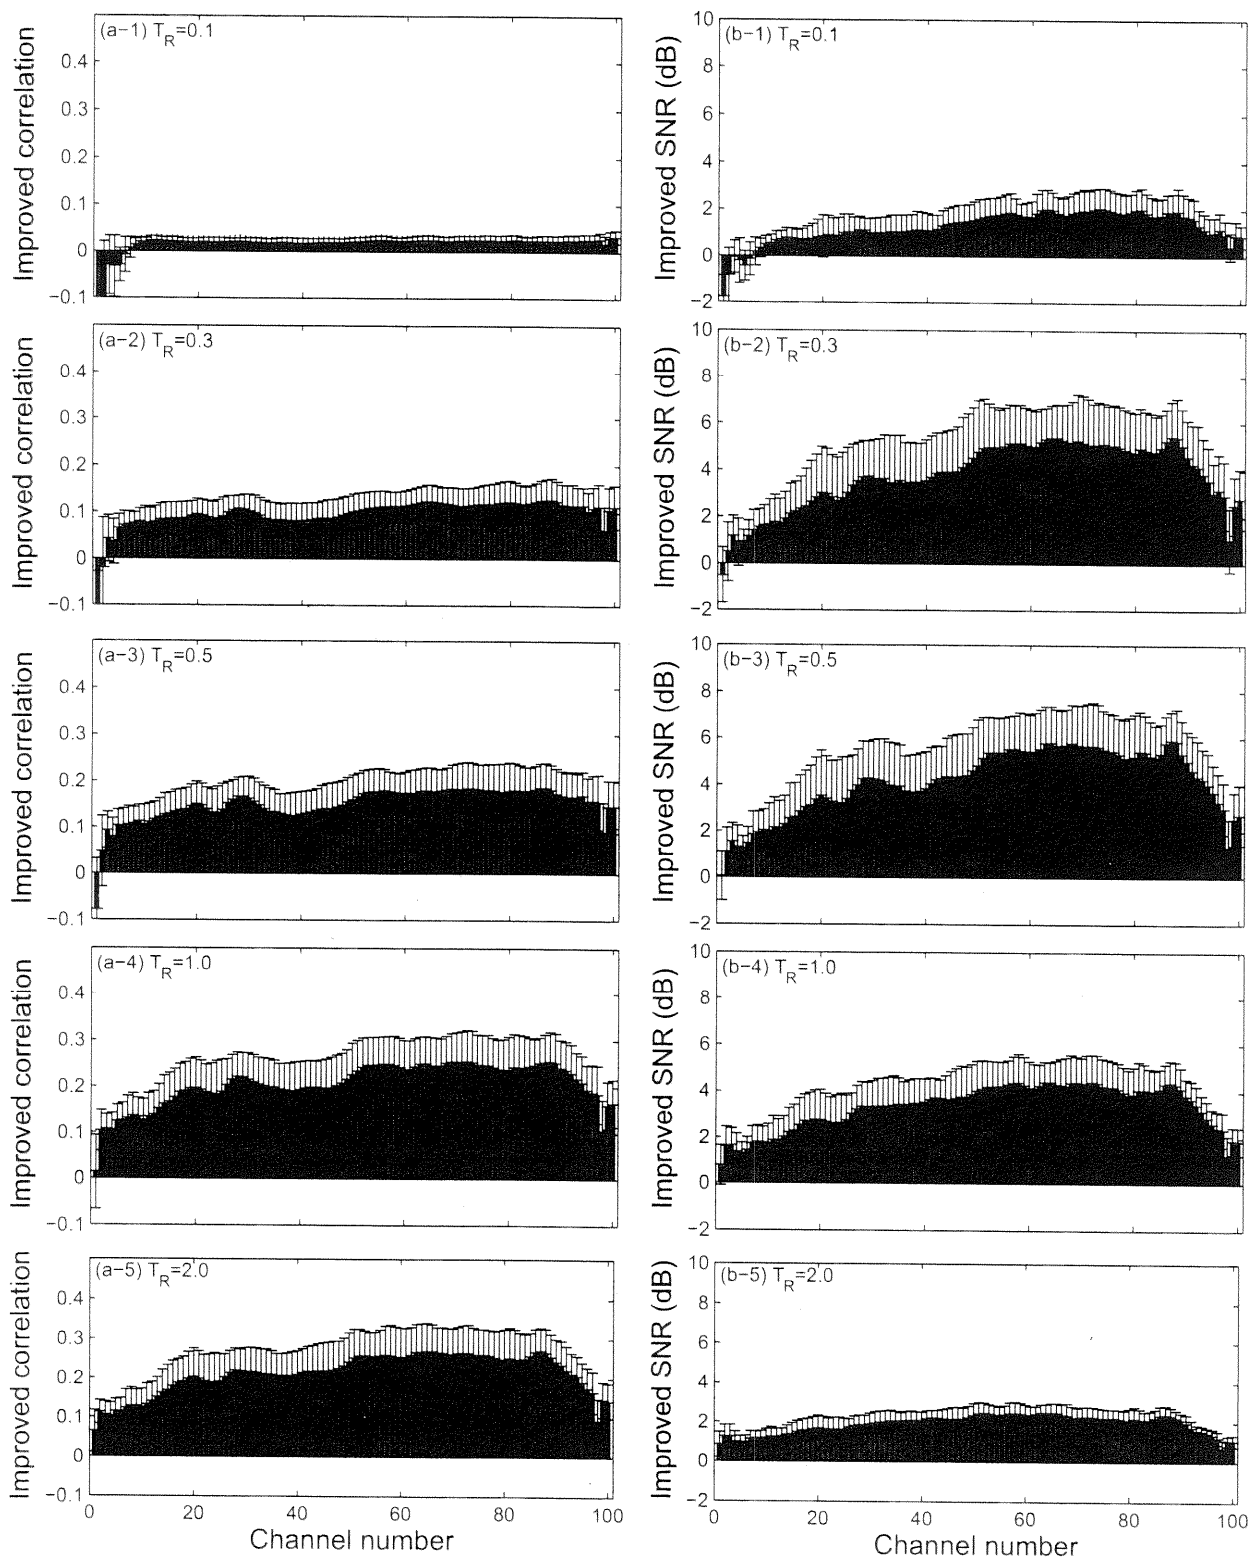 (a−1) T_R=0.1
Improved correlation
0.4
0.3
0.2
0.1
0
−0.1
(b−1) T_R=0.1
Improved SNR (dB)
10
8
6
4
2
0
−2
(a−2) T_R=0.3
Improved correlation
0.4
0.3
0.2
0.1
0
−0.1
(b−2) T_R=0.3
Improved SNR (dB)
10
8
6
4
2
0
−2
(a−3) T_R=0.5
Improved correlation
0.4
0.3
0.2
0.1
0
−0.1
(b−3) T_R=0.5
Improved SNR (dB)
10
8
6
4
2
0
−2
(a−4) T_R=1.0
Improved correlation
0.4
0.3
0.2
0.1
0
−0.1
(b−4) T_R=1.0
Improved SNR (dB)
10
8
6
4
2
0
−2
(a−5) T_R=2.0
Improved correlation
0.4
0.3
0.2
0.1
0
−0.1
0 20 40 60 80 100
Channel number
(b−5) T_R=2.0
Improved SNR (dB)
10
8
6
4
2
0
−2
0 20 40 60 80 100
Channel number